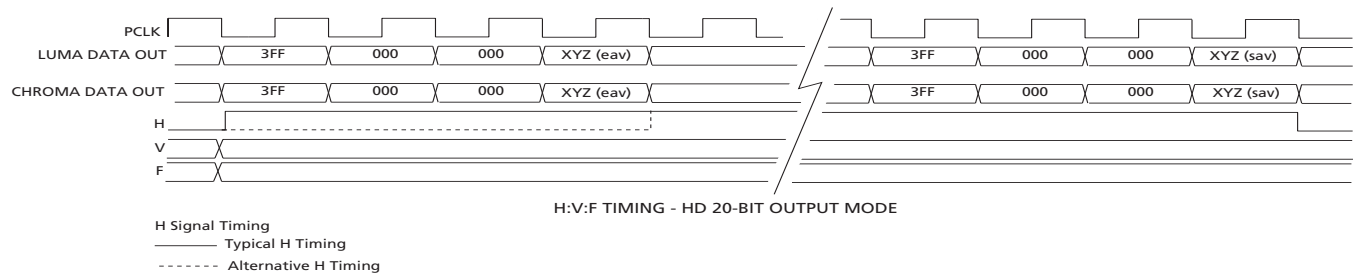 PCLK
LUMA DATA OUT 3FF 000 000 XYZ (eav) 3FF 000 000 XYZ (sav)
CHROMA DATA OUT 3FF 000 000 XYZ (eav) 3FF 000 000 XYZ (sav)
H
V
F
H:V:F TIMING - HD 20-BIT OUTPUT MODE
H Signal Timing
Typical H Timing
Alternative H Timing